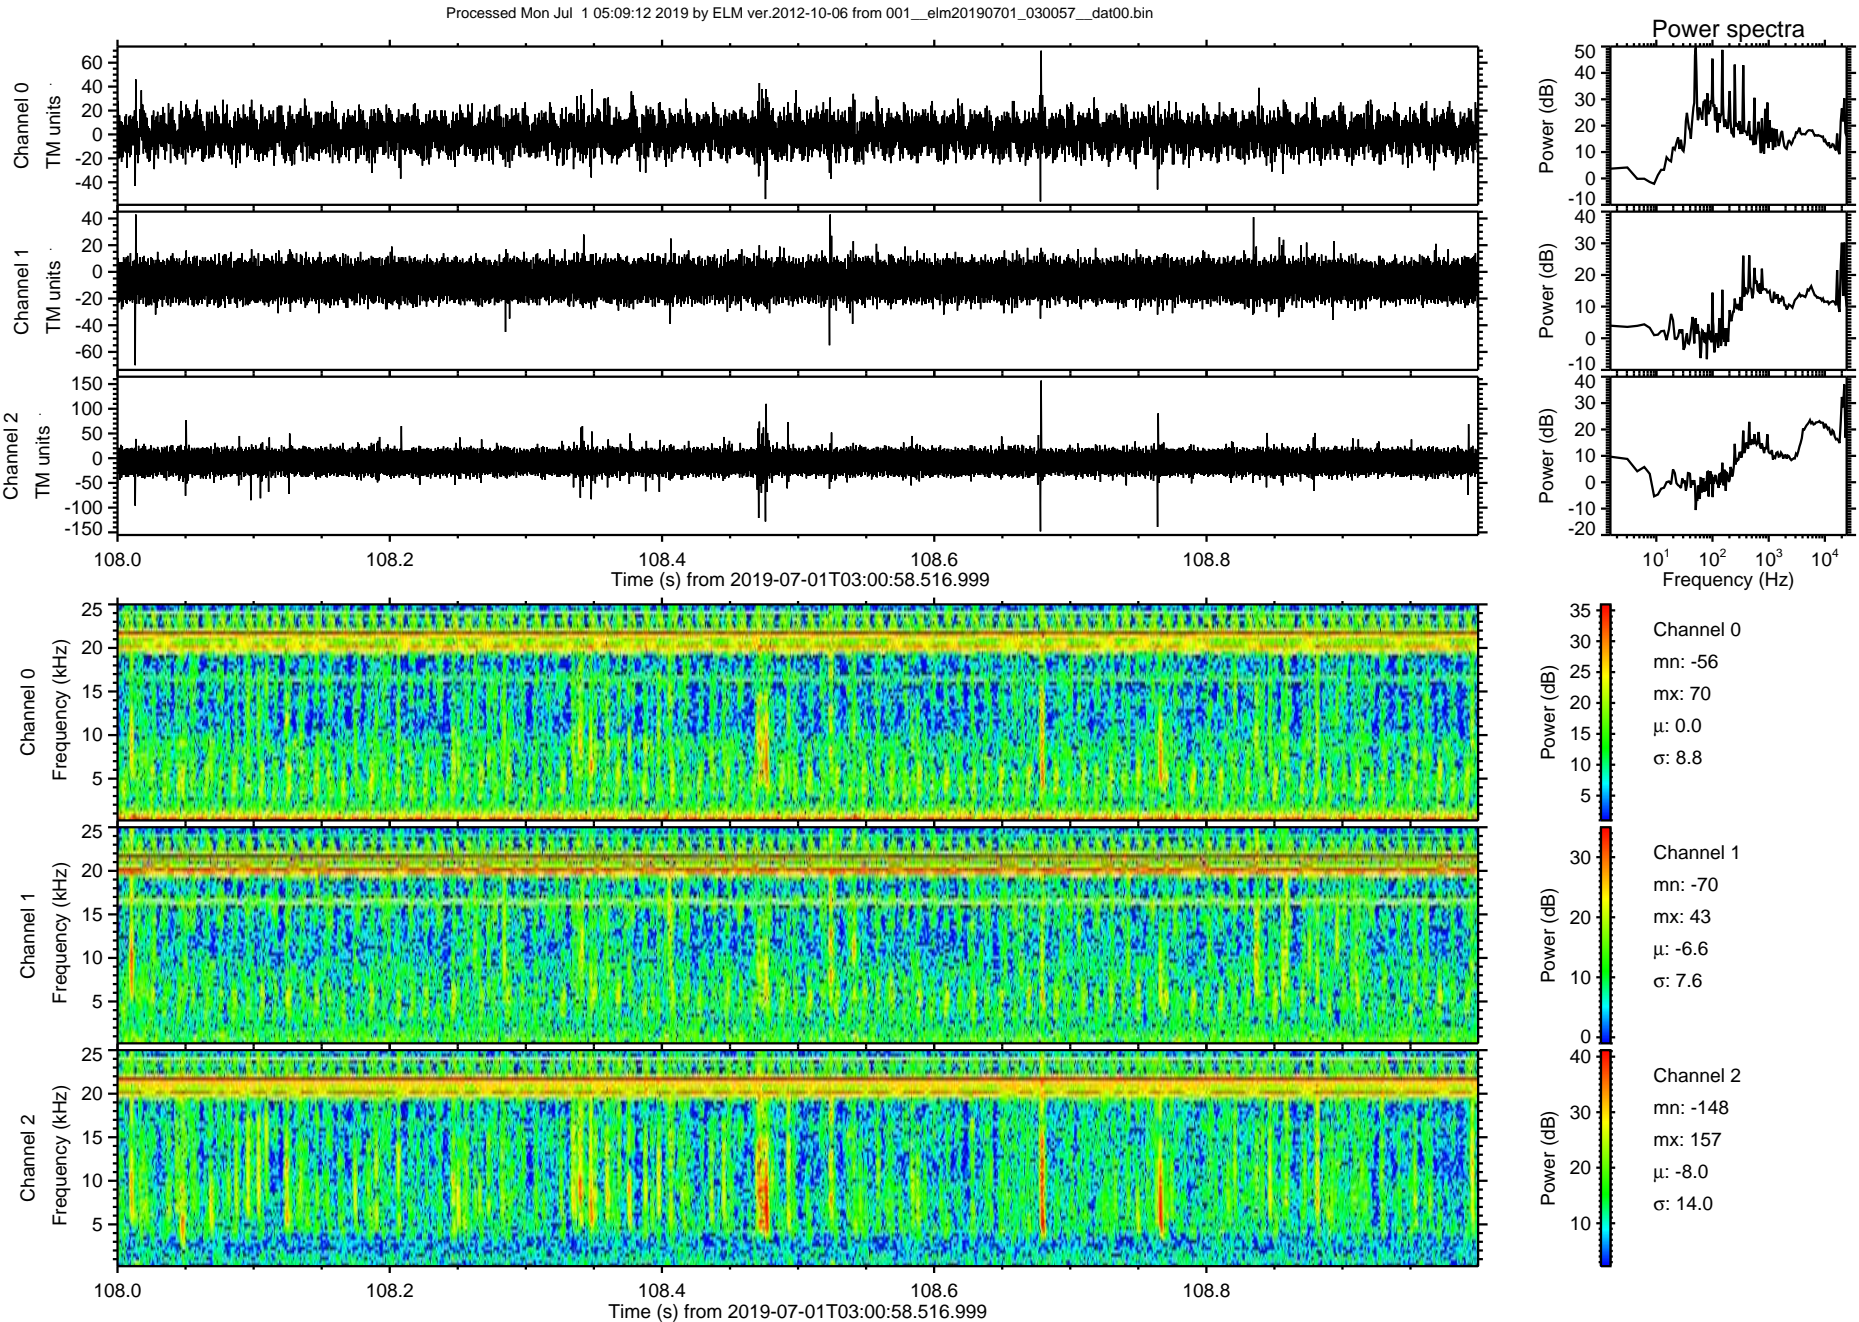 Processed Mon Jul  1 05:09:12 2019 by ELM ver.2012-10-06 from 001__elm20190701_030057__dat00.bin
Power spectra
Channel 0
TM units
60
40
20
0
-20
-40
Power (dB)
50
40
30
20
10
0
-10
Channel 1
TM units
40
20
0
-20
-40
-60
Power (dB)
40
30
20
10
0
-10
Channel 2
TM units
150
100
50
0
-50
-100
-150
Power (dB)
40
30
20
10
0
-10
-20
108.0 108.2 108.4 108.6 108.8
Time (s) from 2019-07-01T03:00:58.516.999
10^1 10^2 10^3 10^4
Frequency (Hz)
Channel 0
Frequency (kHz)
25
20
15
10
5
Power (dB)
35
30
25
20
15
10
5
Channel 0
mn: -56
mx: 70
μ: 0.0
σ: 8.8
Channel 1
Frequency (kHz)
25
20
15
10
5
Power (dB)
30
20
10
0
Channel 1
mn: -70
mx: 43
μ: -6.6
σ: 7.6
Channel 2
Frequency (kHz)
25
20
15
10
5
Power (dB)
40
30
20
10
Channel 2
mn: -148
mx: 157
μ: -8.0
σ: 14.0
108.0 108.2 108.4 108.6 108.8
Time (s) from 2019-07-01T03:00:58.516.999